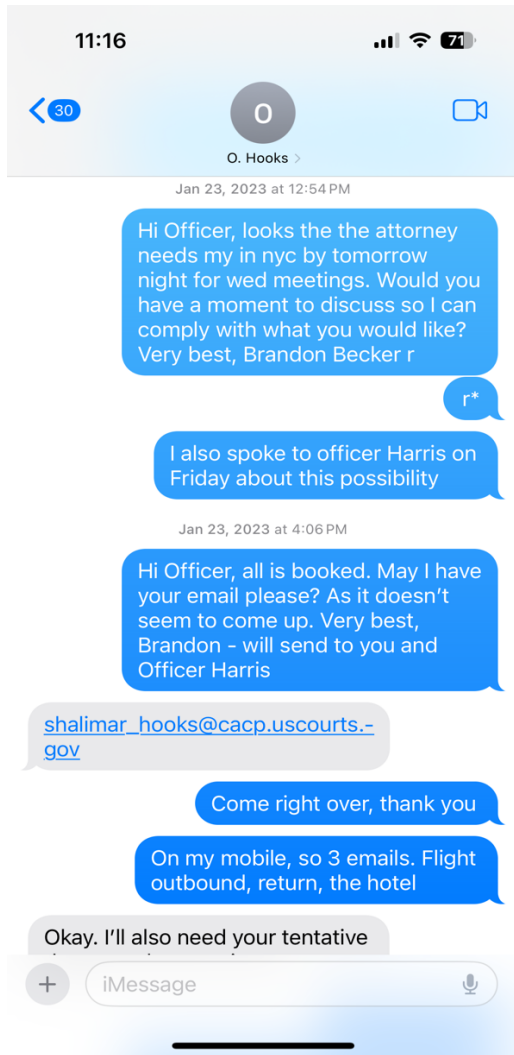 11:16
71
30
O
O. Hooks
Jan 23, 2023 at 12:54 PM
Hi Officer, looks the the attorney
needs my in nyc by tomorrow
night for wed meetings. Would you
have a moment to discuss so I can
comply with what you would like?
Very best, Brandon Becker r
r*
I also spoke to officer Harris on
Friday about this possibility
Jan 23, 2023 at 4:06 PM
Hi Officer, all is booked. May I have
your email please? As it doesn't
seem to come up. Very best,
Brandon - will send to you and
Officer Harris
shalimar_hooks@cacp.uscourts.-
gov
Come right over, thank you
On my mobile, so 3 emails. Flight
outbound, return, the hotel
Okay. I'll also need your tentative
iMessage